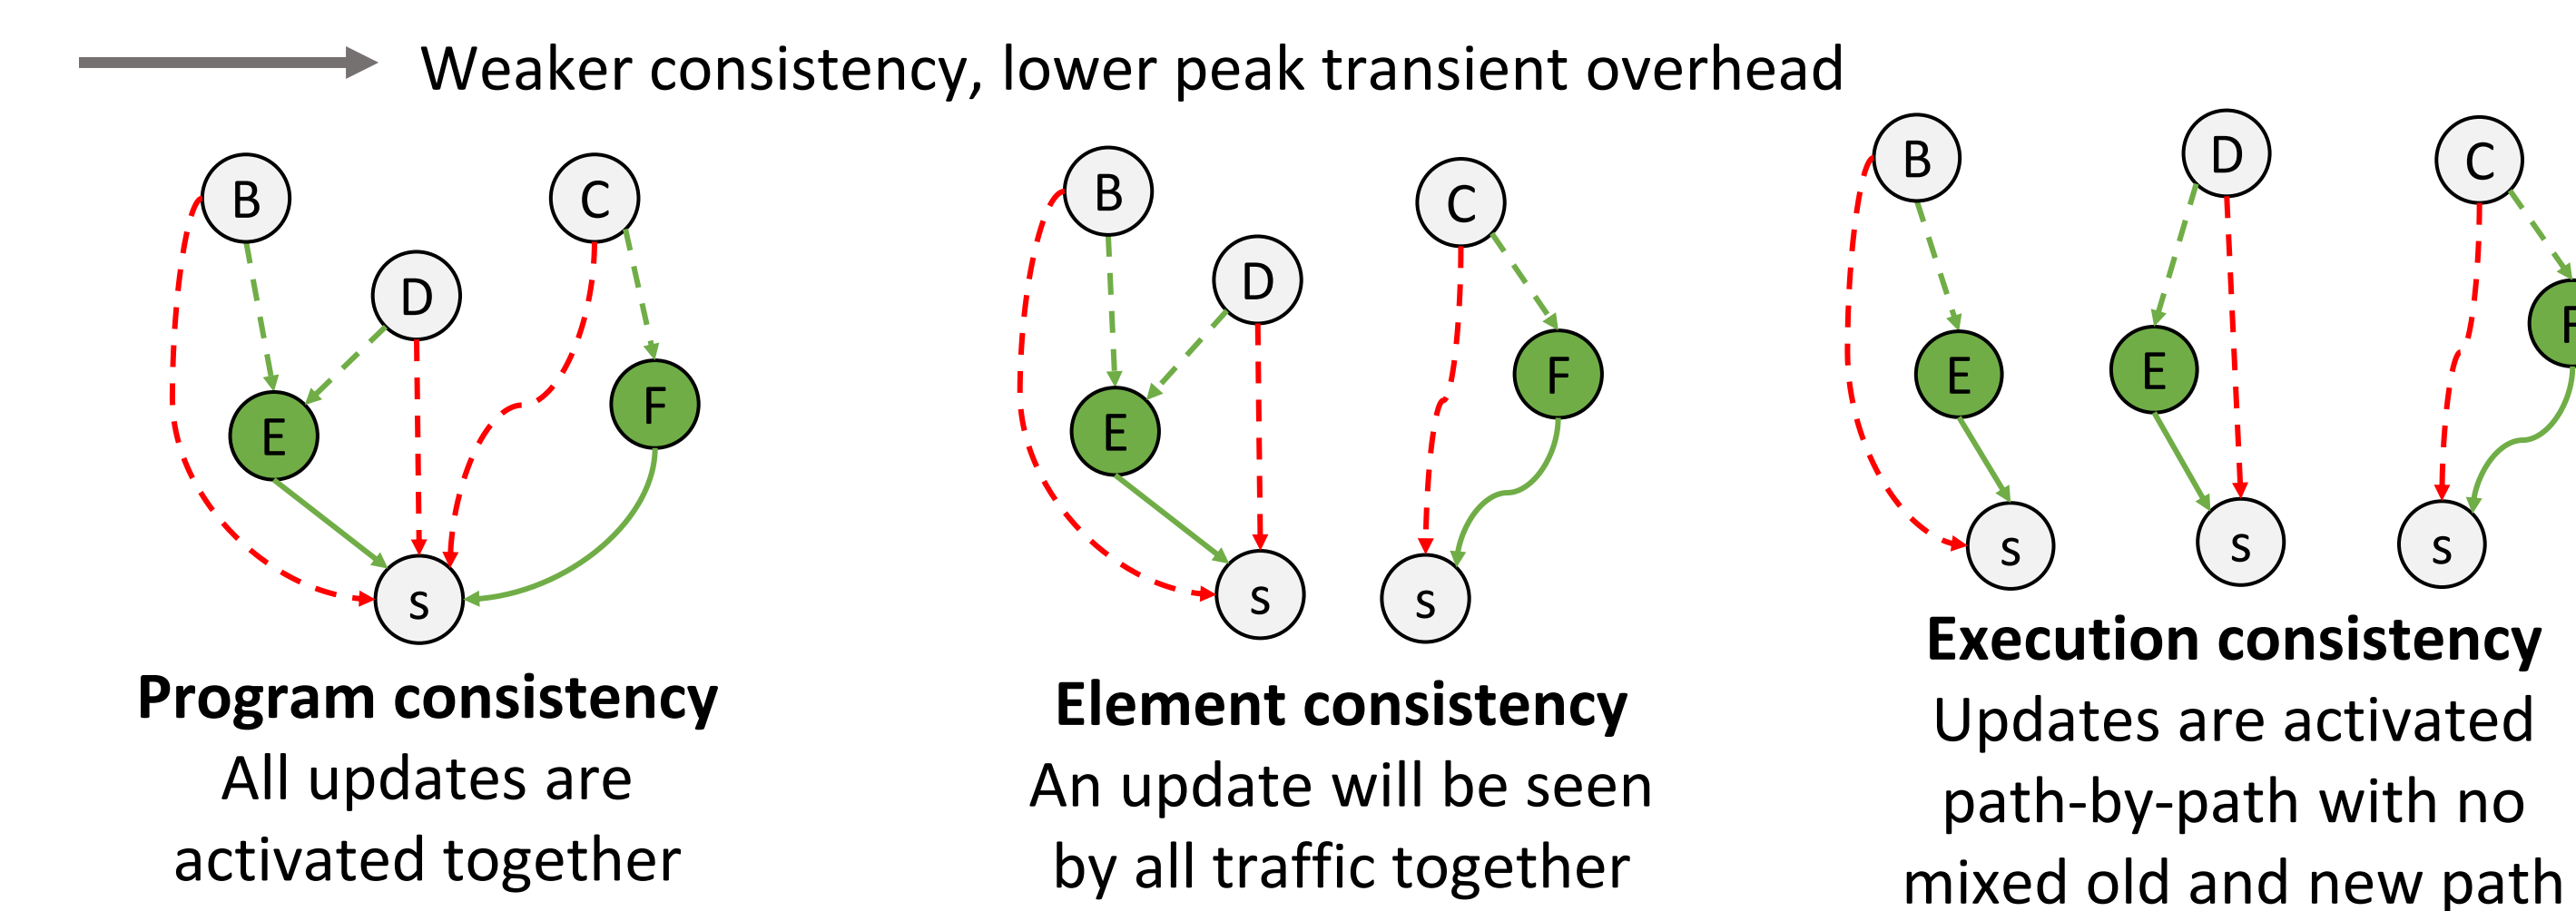 Weaker consistency, lower peak transient overhead
B
C
D
E
F
s
Program consistency
All updates are
activated together
B
C
D
E
F
s
s
Element consistency
An update will be seen
by all traffic together
B
D
C
E
E
F
s
s
s
Execution consistency
Updates are activated
path-by-path with no
mixed old and new path